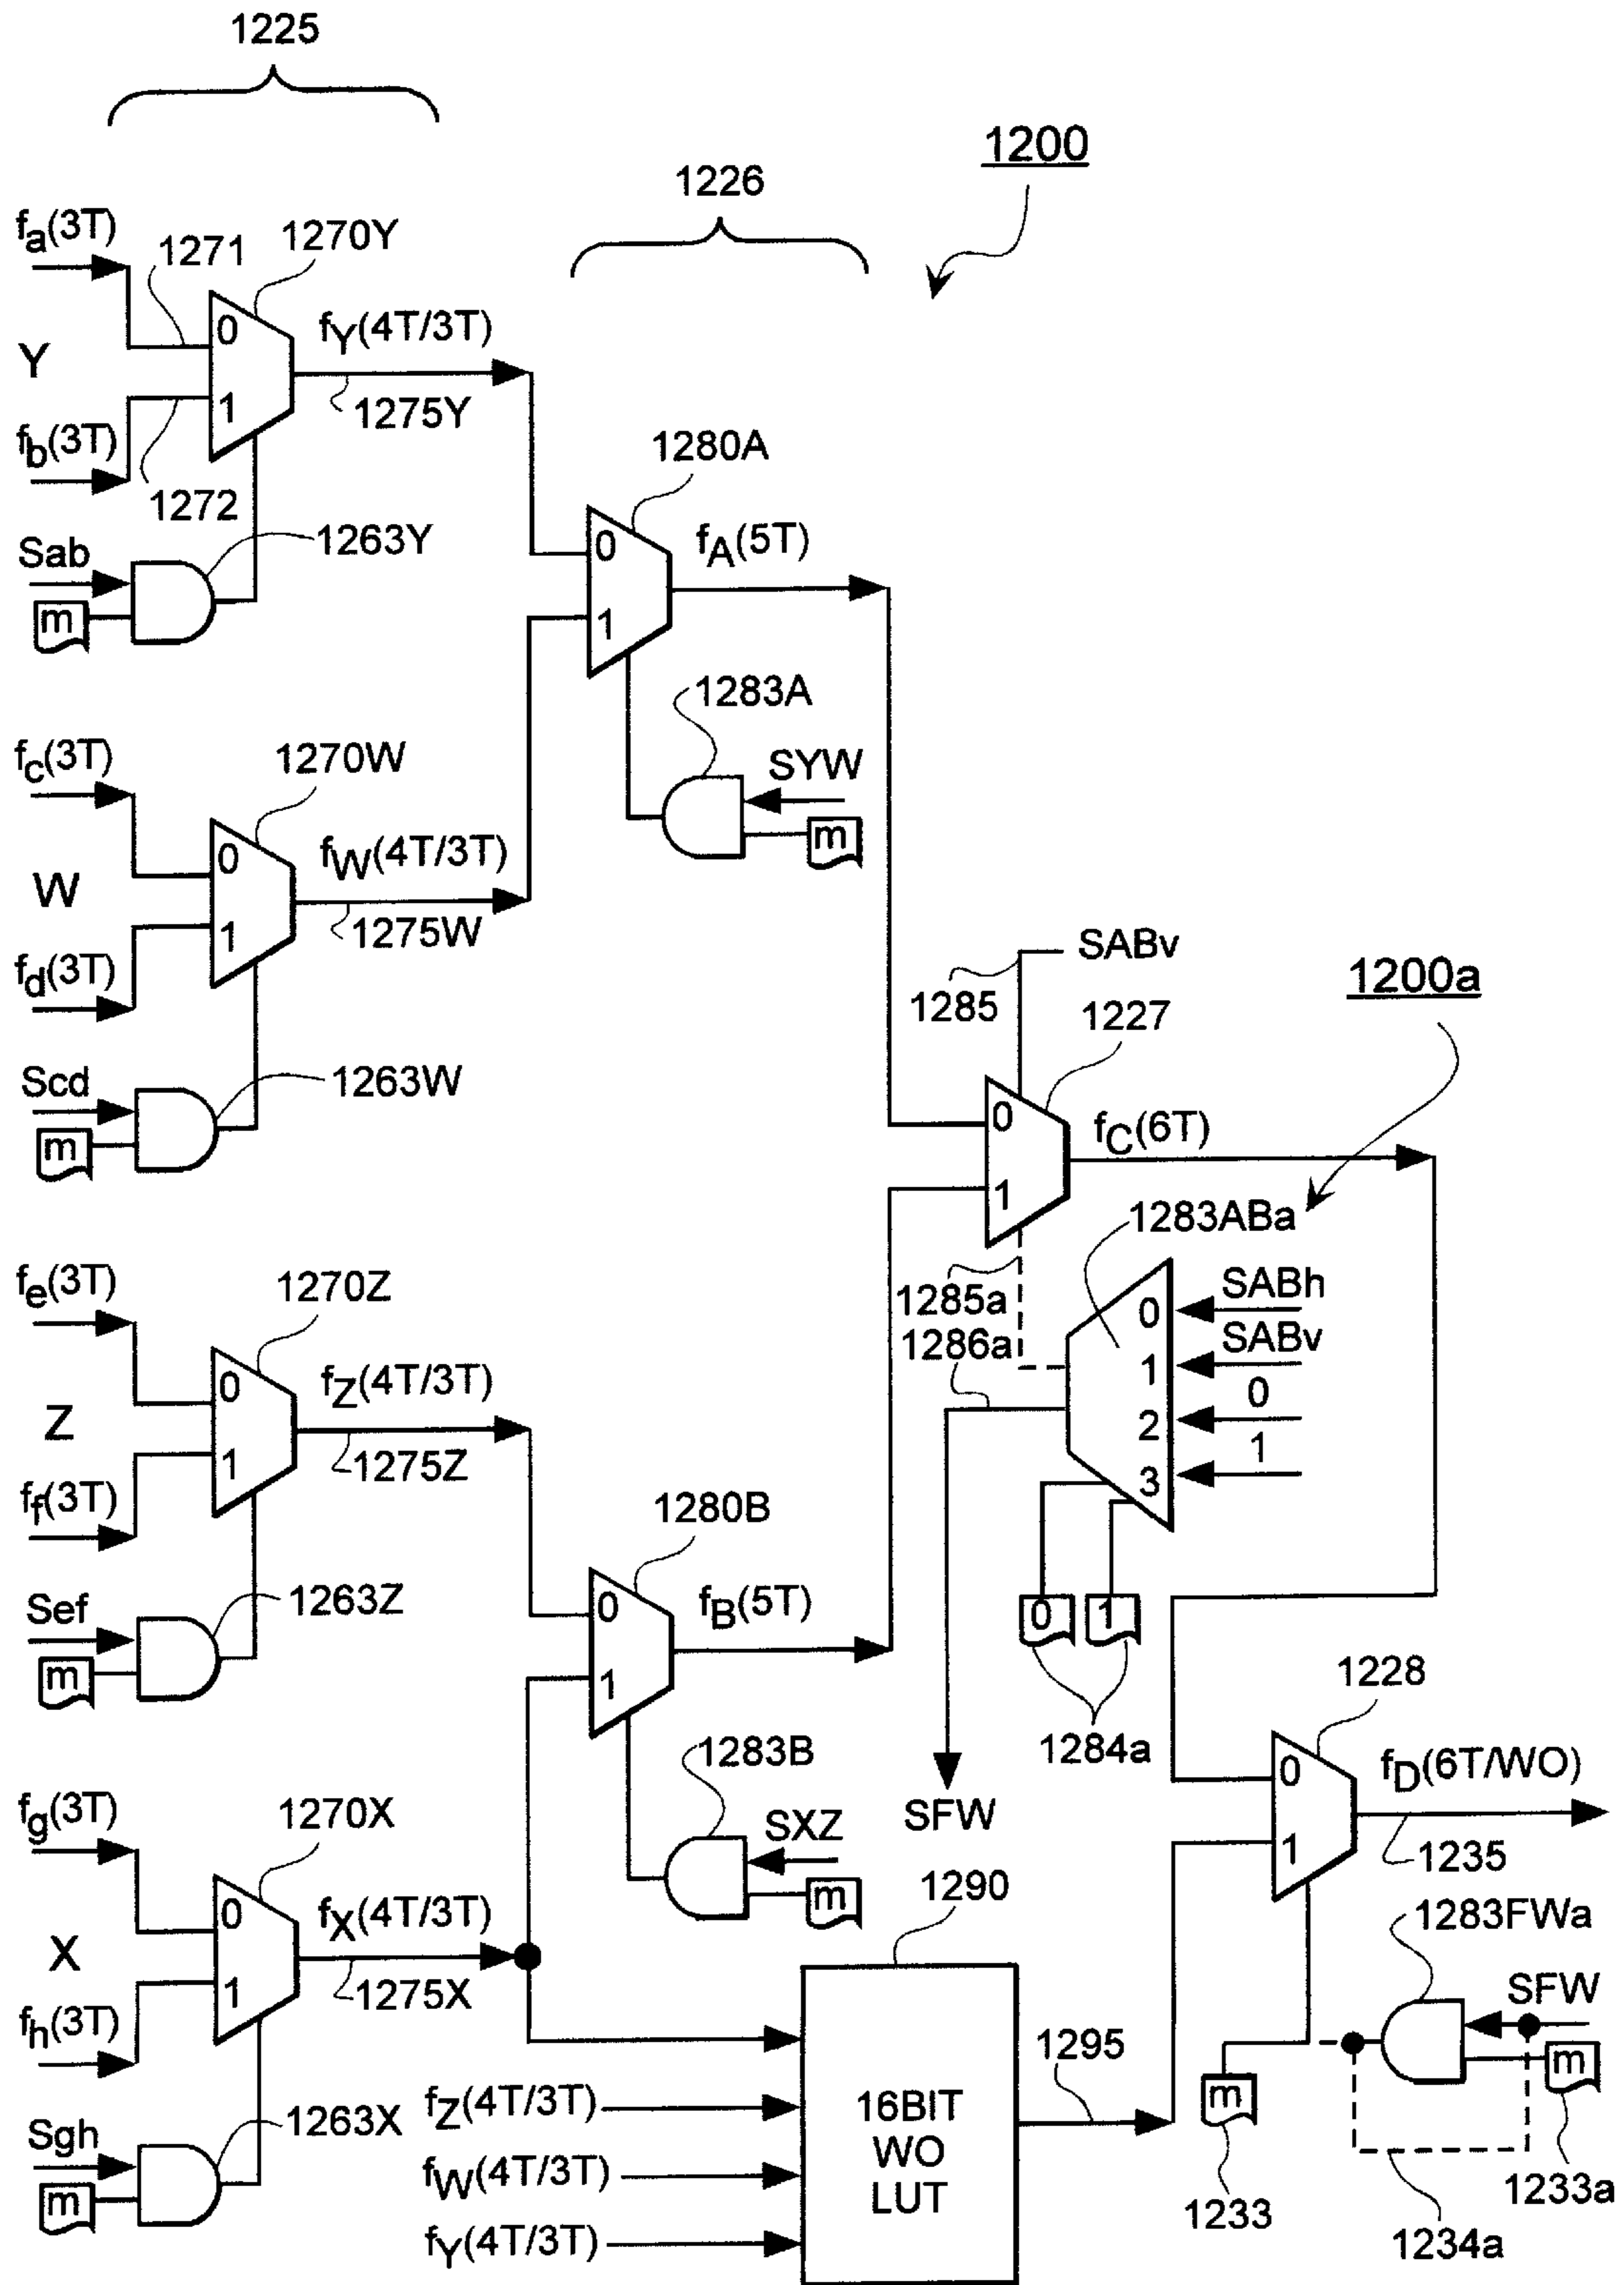 1225
1200
1226
fa(3T)
1271
1270Y
0
fY(4T/3T)
Y
1
1275Y
fb(3T)
1272
1280A
Sab
1263Y
0
fA(5T)
m
1
1283A
fc(3T)
1270W
SYW
0
fW(4T/3T)
m
W
1
1275W
SABv
fd(3T)
1285
1200a
1227
Scd
1263W
0
fC(6T)
m
1
1283ABa
fe(3T)
1270Z
1285a
SABh
0
1286a
SABv
0
fZ(4T/3T)
1
0
Z
2
1
1
1275Z
3
ff(3T)
1280B
Sef
1263Z
0
fB(5T)
0
1
m
1
1228
1284a
1283B
0
fD(6T/WO)
fg(3T)
1270X
SFW
SXZ
1
1235
0
fX(4T/3T)
m
1290
1283FWa
X
1
1275X
SFW
fh(3T)
1295
m
m
fZ(4T/3T)
16BIT
WO
LUT
Sgh
1263X
fW(4T/3T)
1233
1233a
m
fY(4T/3T)
1234a